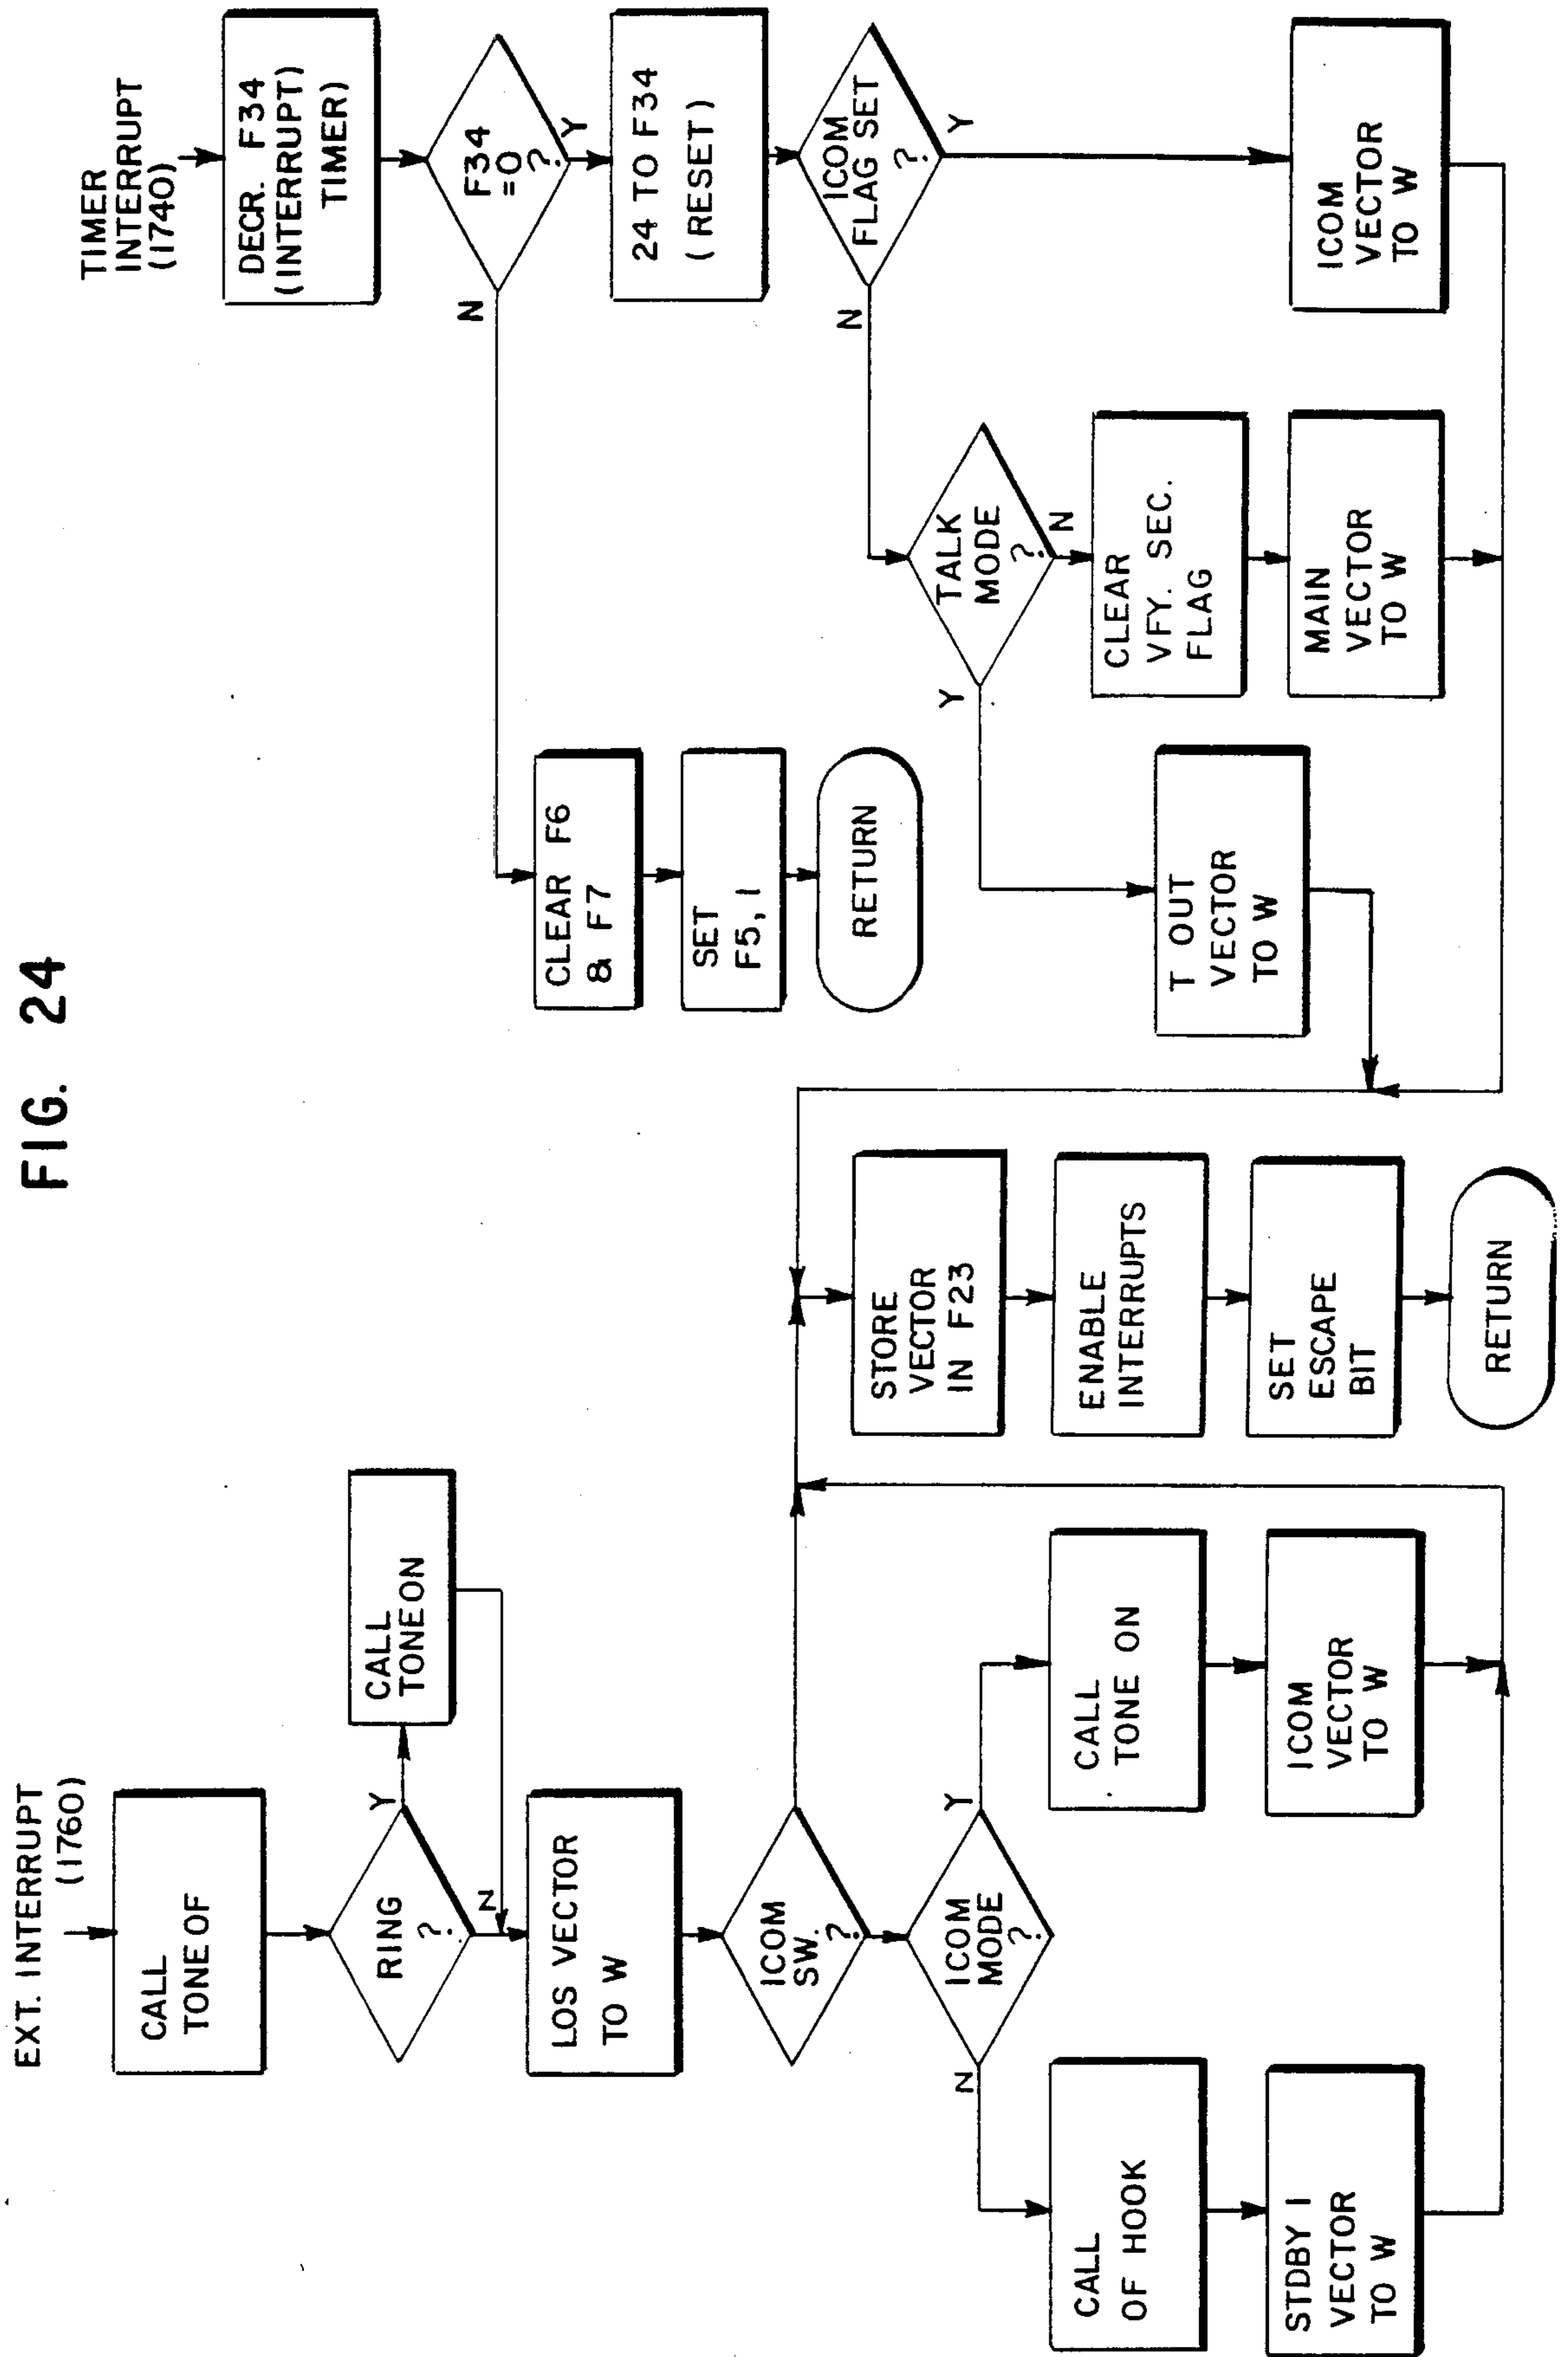 FIG. 24
EXT. INTERRUPT
(1760)
CALL
TONE OF
RING
?
Y
N
CALL
TONE ON
LOS VECTOR
TO W
ICOM
SW.
?
ICOM
MODE
?
N
Y
CALL
OF HOOK
STDBY 1
VECTOR
TO W
CALL
TONE ON
ICOM
VECTOR
TO W
STORE
VECTOR
IN F23
ENABLE
INTERRUPTS
SET
ESCAPE
BIT
RETURN
TIMER
INTERRUPT
(1740)
DECR. F34
(INTERRUPT)
TIMER)
F34
=0
?
N
Y
CLEAR F6
& F7
SET
F5, 1
RETURN
24 TO F34
(RESET)
ICOM
FLAG SET
?
N
Y
TALK
MODE
?
Y
N
T OUT
VECTOR
TO W
CLEAR
VFY. SEC.
FLAG
MAIN
VECTOR
TO W
ICOM
VECTOR
TO W